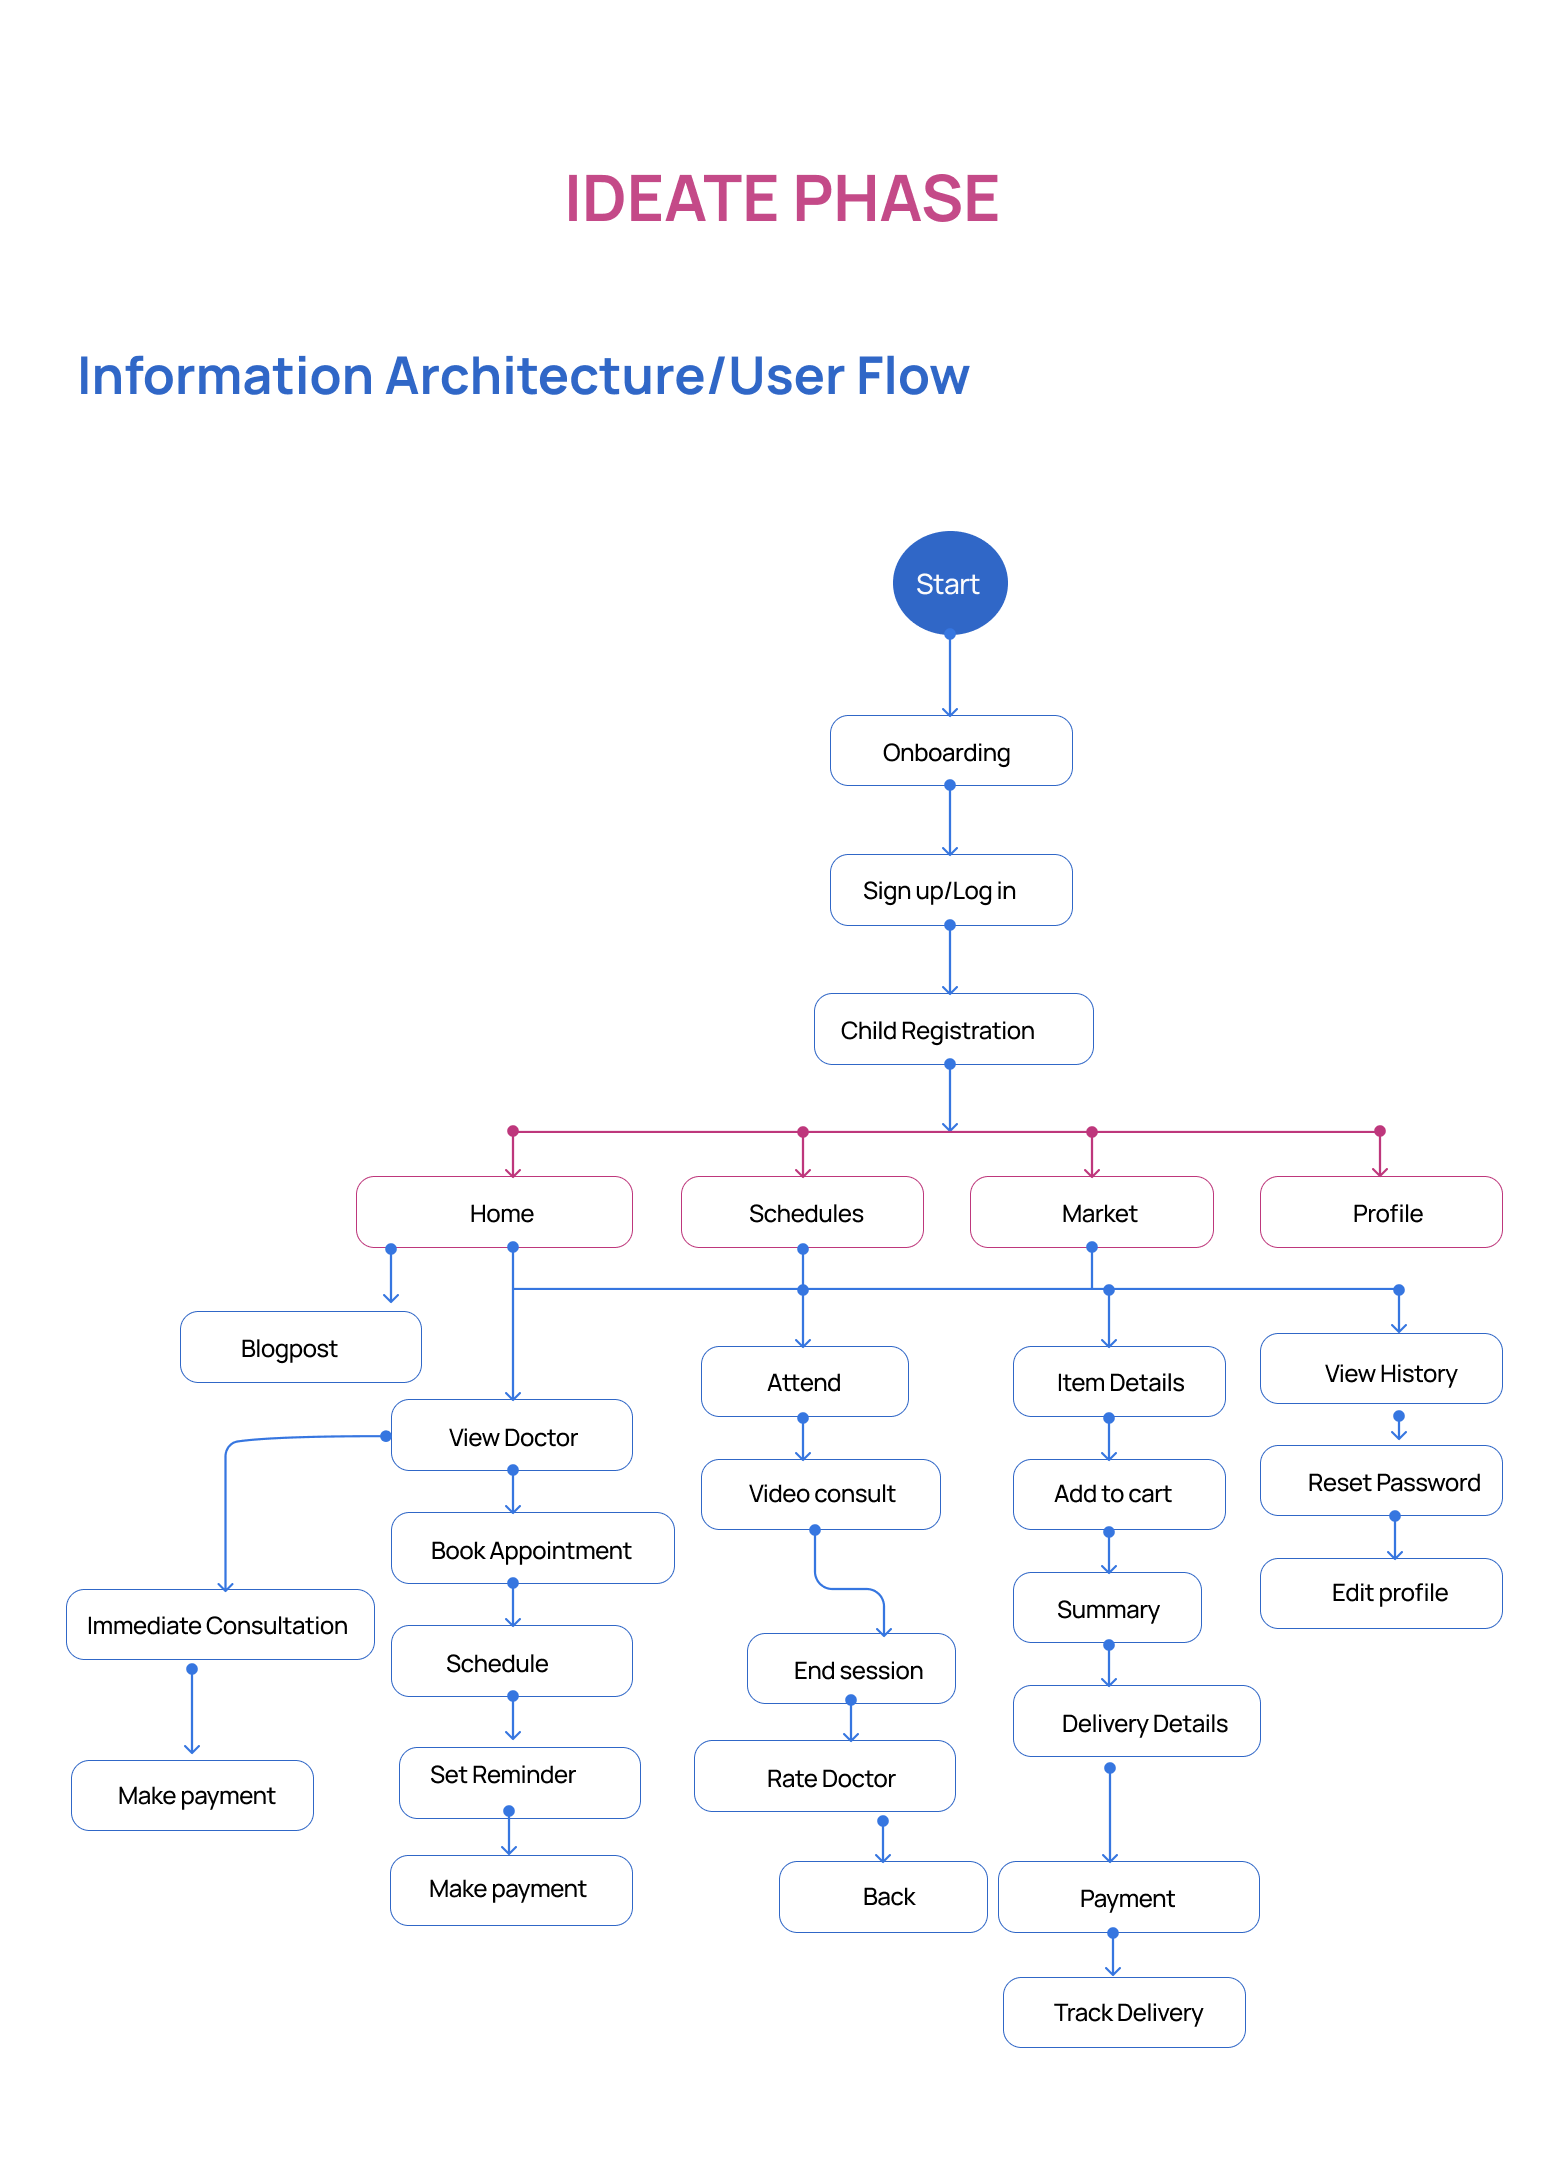 IDEATE PHASE
Information Architecture/User Flow
Start
Onboarding
Sign up/Log in
Child Registration
Home
Schedules
Market
Profile
Blogpost
Attend
Item Details
View History
View Doctor
Video consult
Add to cart
Reset Password
Book Appointment
Edit profile
Immediate Consultation
Summary
Schedule
End session
Delivery Details
Set Reminder
Rate Doctor
Make payment
Make payment
Back
Payment
Track Delivery